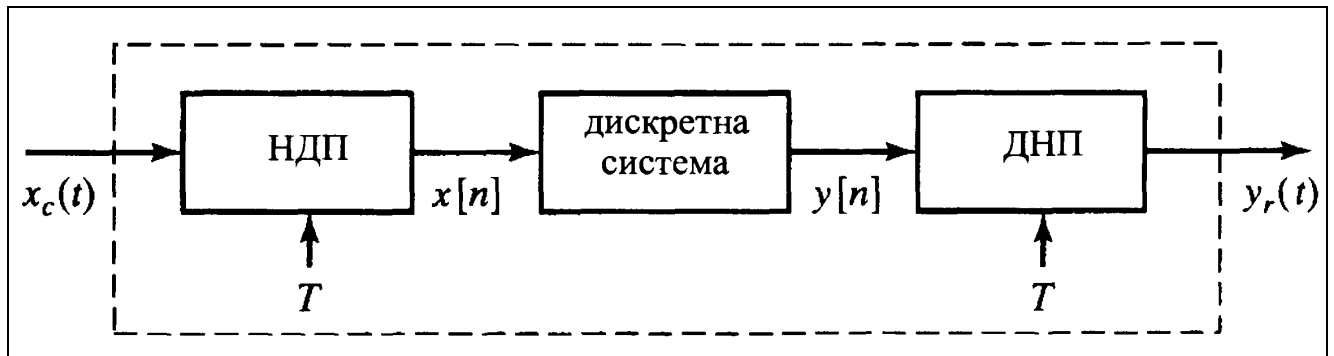 НДП
дискретна
система
ДНП
x_c(t)
x[n]
y[n]
y_r(t)
T
T